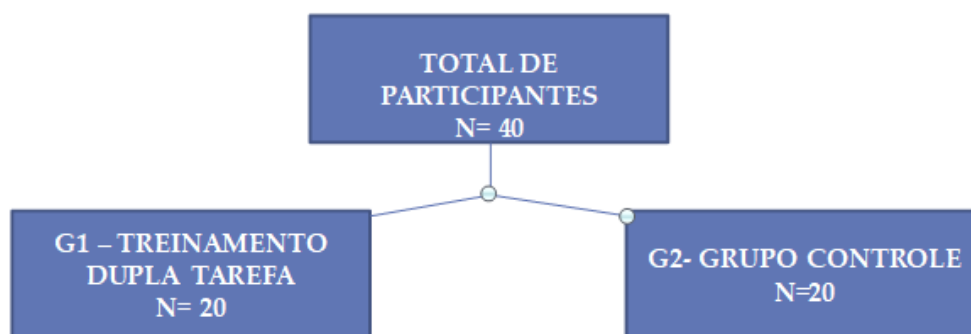 TOTAL DE
PARTICIPANTES
N= 40
G1 – TREINAMENTO
DUPLA TAREFA
N= 20
G2- GRUPO CONTROLE
N=20